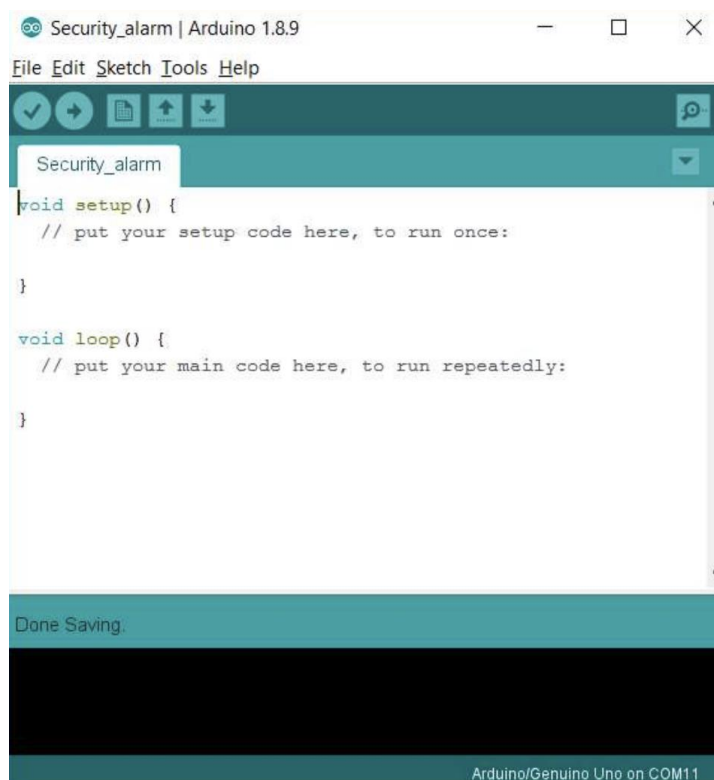 Security_alarm | Arduino 1.8.9
File Edit Sketch Tools Help
Security_alarm
void setup() {
  // put your setup code here, to run once:

}

void loop() {
  // put your main code here, to run repeatedly:

}
Done Saving.
Arduino/Genuino Uno on COM11